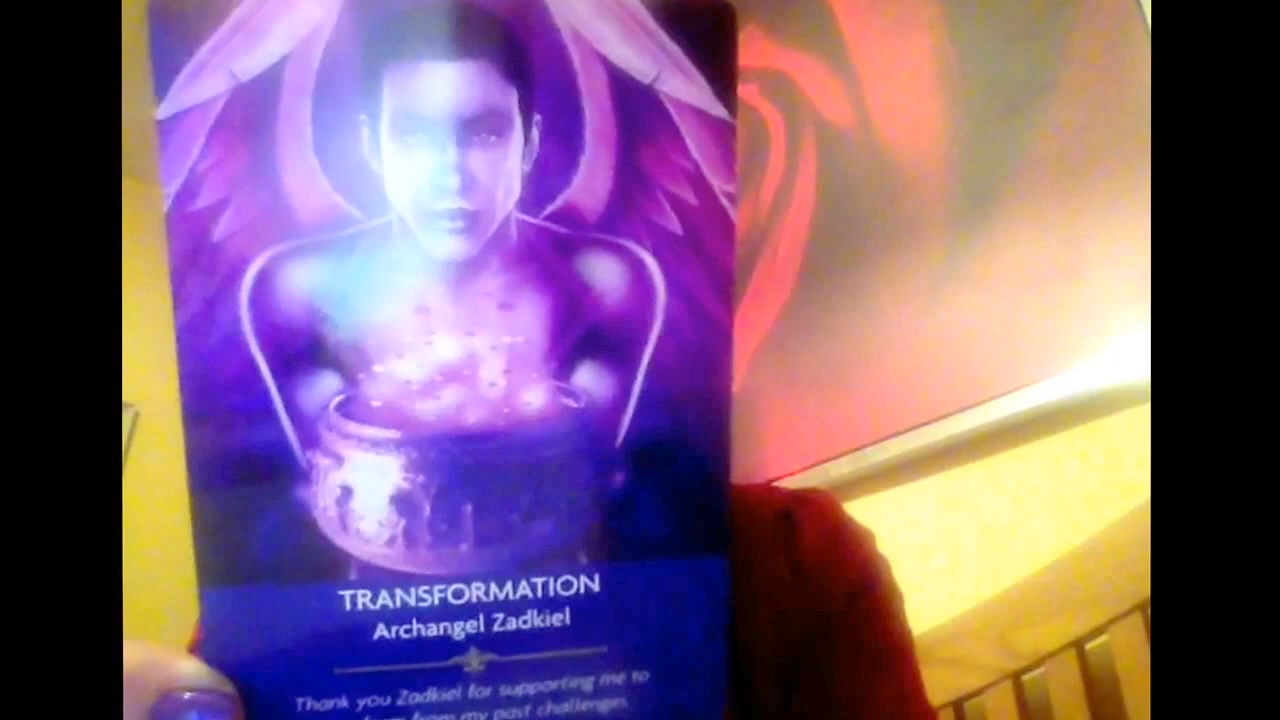 TRANSFORMATION
Archangel Zadkiel
Thank you Zadkiel for supporting me to
from my past challenges